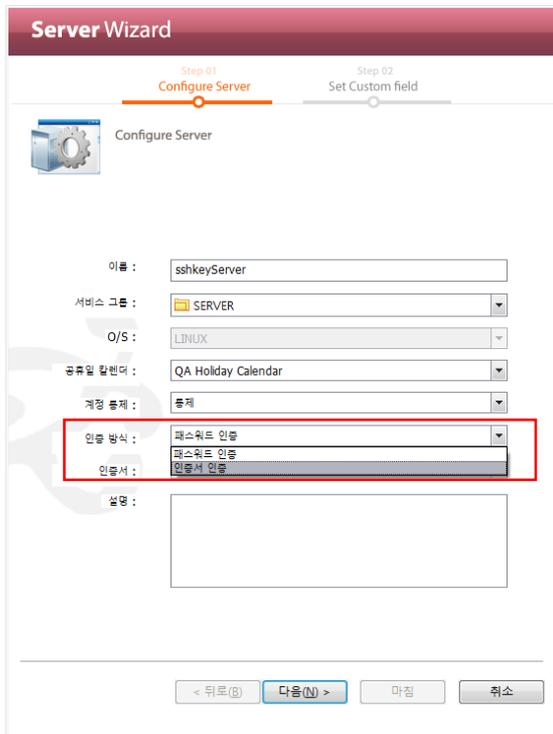 Server Wizard
Step 01
Step 02
Configure Server
Set Custom field
Configure Server
이름 :
sshkeyServer
서비스 그룹 :
SERVER
O/S :
LINUX
공휴일 칼렌더 :
QA Holiday Calendar
계정 통제 :
통제
인증 방식 :
패스워드 인증
패스워드 인증
인증서 인증
인증서 :
설명 :
< 뒤로(B)
다음(N) >
마침
취소